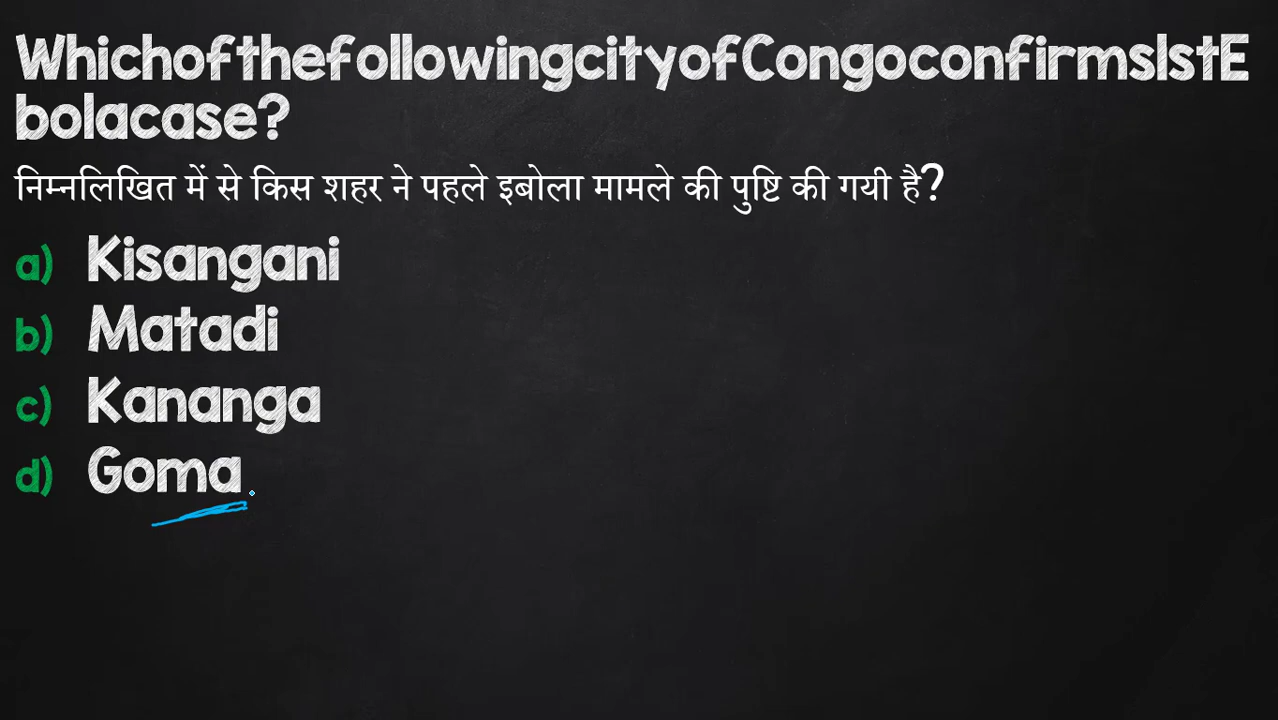 WhichofthefollowingcityofCongoconfirmsIstE
bolacase?
निम्नलिखित में से किस शहर ने पहले इबोला मामले की पुष्टि की गयी है?
a) Kisangani
b) Matadi
c) Kananga
d) Goma